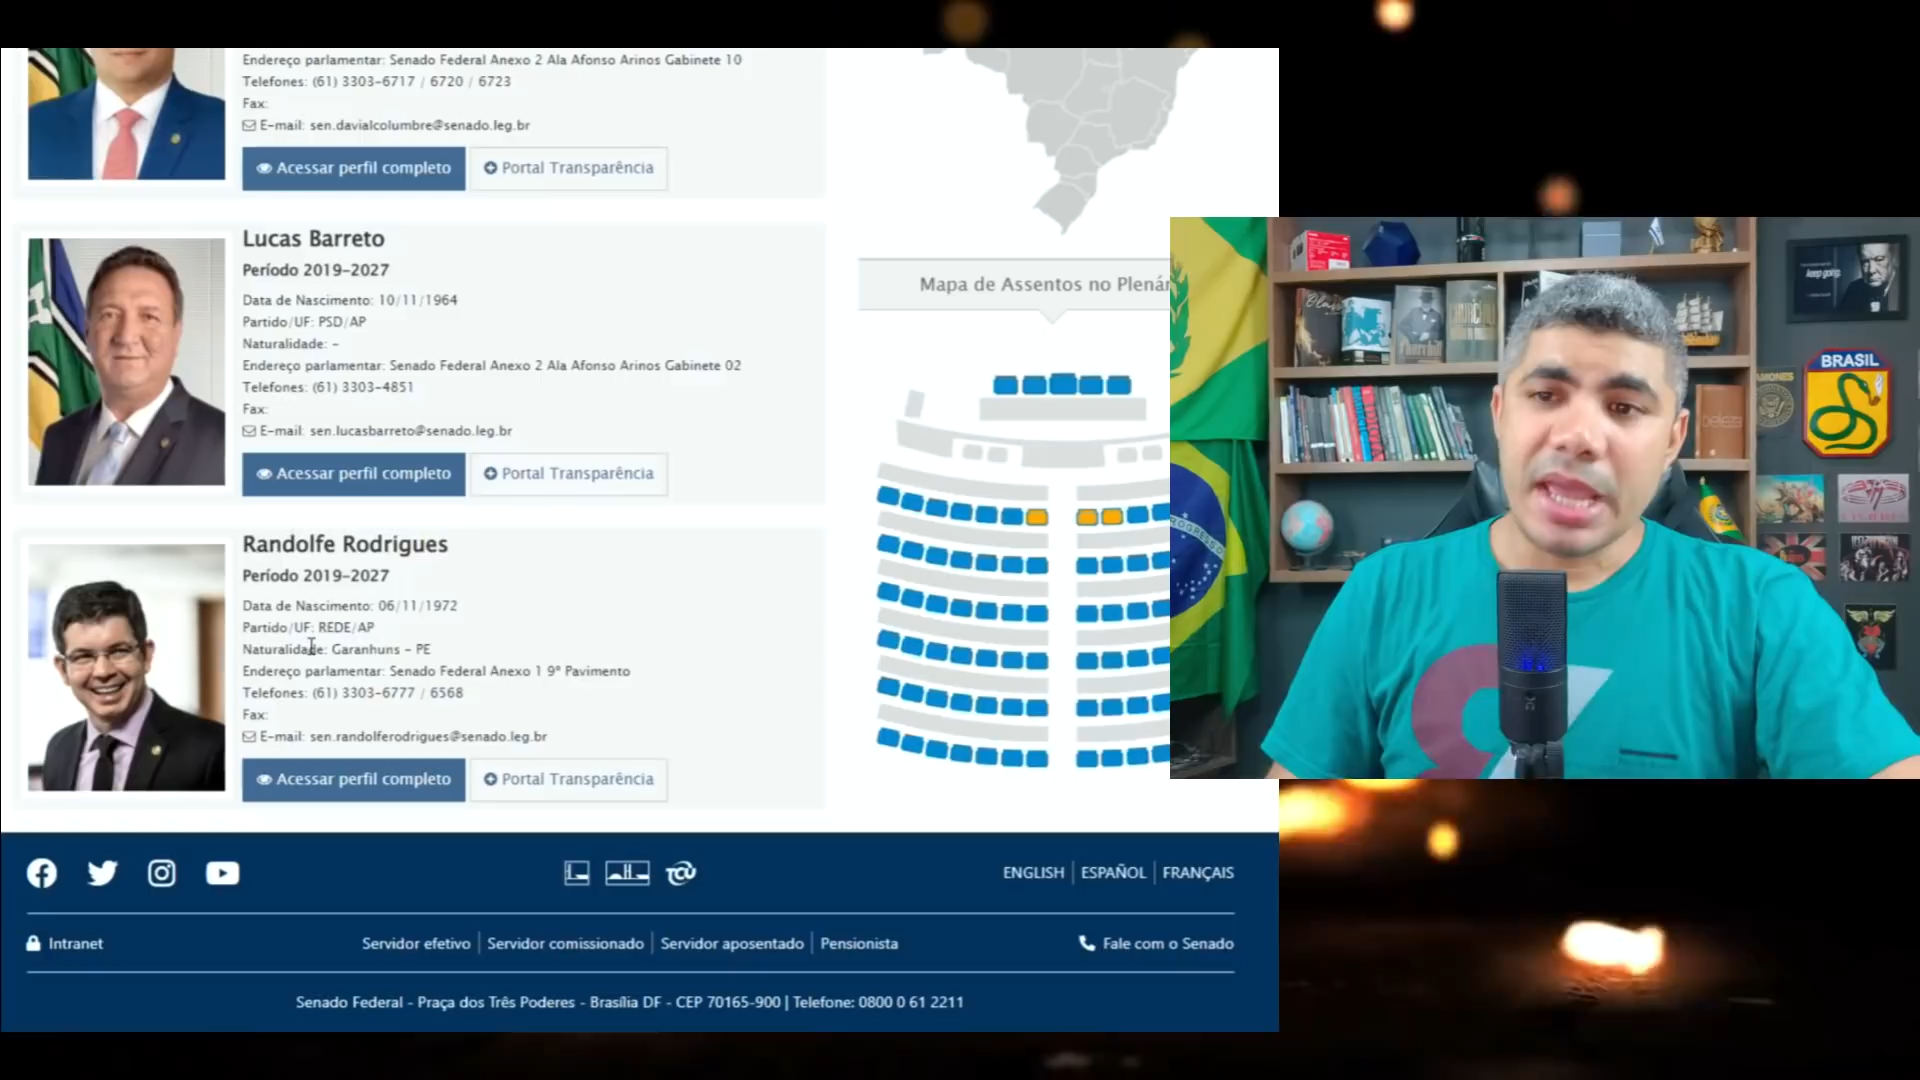 Endereço parlamentar: Senado Federal Anexo 2 Ala Afonso Arinos Gabinete 10
Telefones: (61) 3303-6717 / 6720 / 6723
Fax:
E-mail: sen.davialcolumbre@senado.leg.br
Acessar perfil completo
Portal Transparência
Lucas Barreto
Período 2019-2027
Data de Nascimento: 10/11/1964
Partido/UF: PSD/AP
Naturalidade: -
Endereço parlamentar: Senado Federal Anexo 2 Ala Afonso Arinos Gabinete 02
Telefones: (61) 3303-4851
Fax:
E-mail: sen.lucasbarreto@senado.leg.br
Acessar perfil completo
Portal Transparência
Randolfe Rodrigues
Período 2019-2027
Data de Nascimento: 06/11/1972
Partido/UF: REDE/AP
Naturalidade: Garanhuns - PE
Endereço parlamentar: Senado Federal Anexo 1 9º Pavimento
Telefones: (61) 3303-6777 / 6568
Fax:
E-mail: sen.randolferodrigues@senado.leg.br
Acessar perfil completo
Portal Transparência
Mapa de Assentos no Plenár
keep going.
BRASIL
beleza
ENGLISH
ESPAÑOL
FRANÇAIS
Intranet
Servidor efetivo
Servidor comissionado
Servidor aposentado
Pensionista
Fale com o Senado
Senado Federal - Praça dos Três Poderes - Brasília DF - CEP 70165-900 | Telefone: 0800 0 61 2211